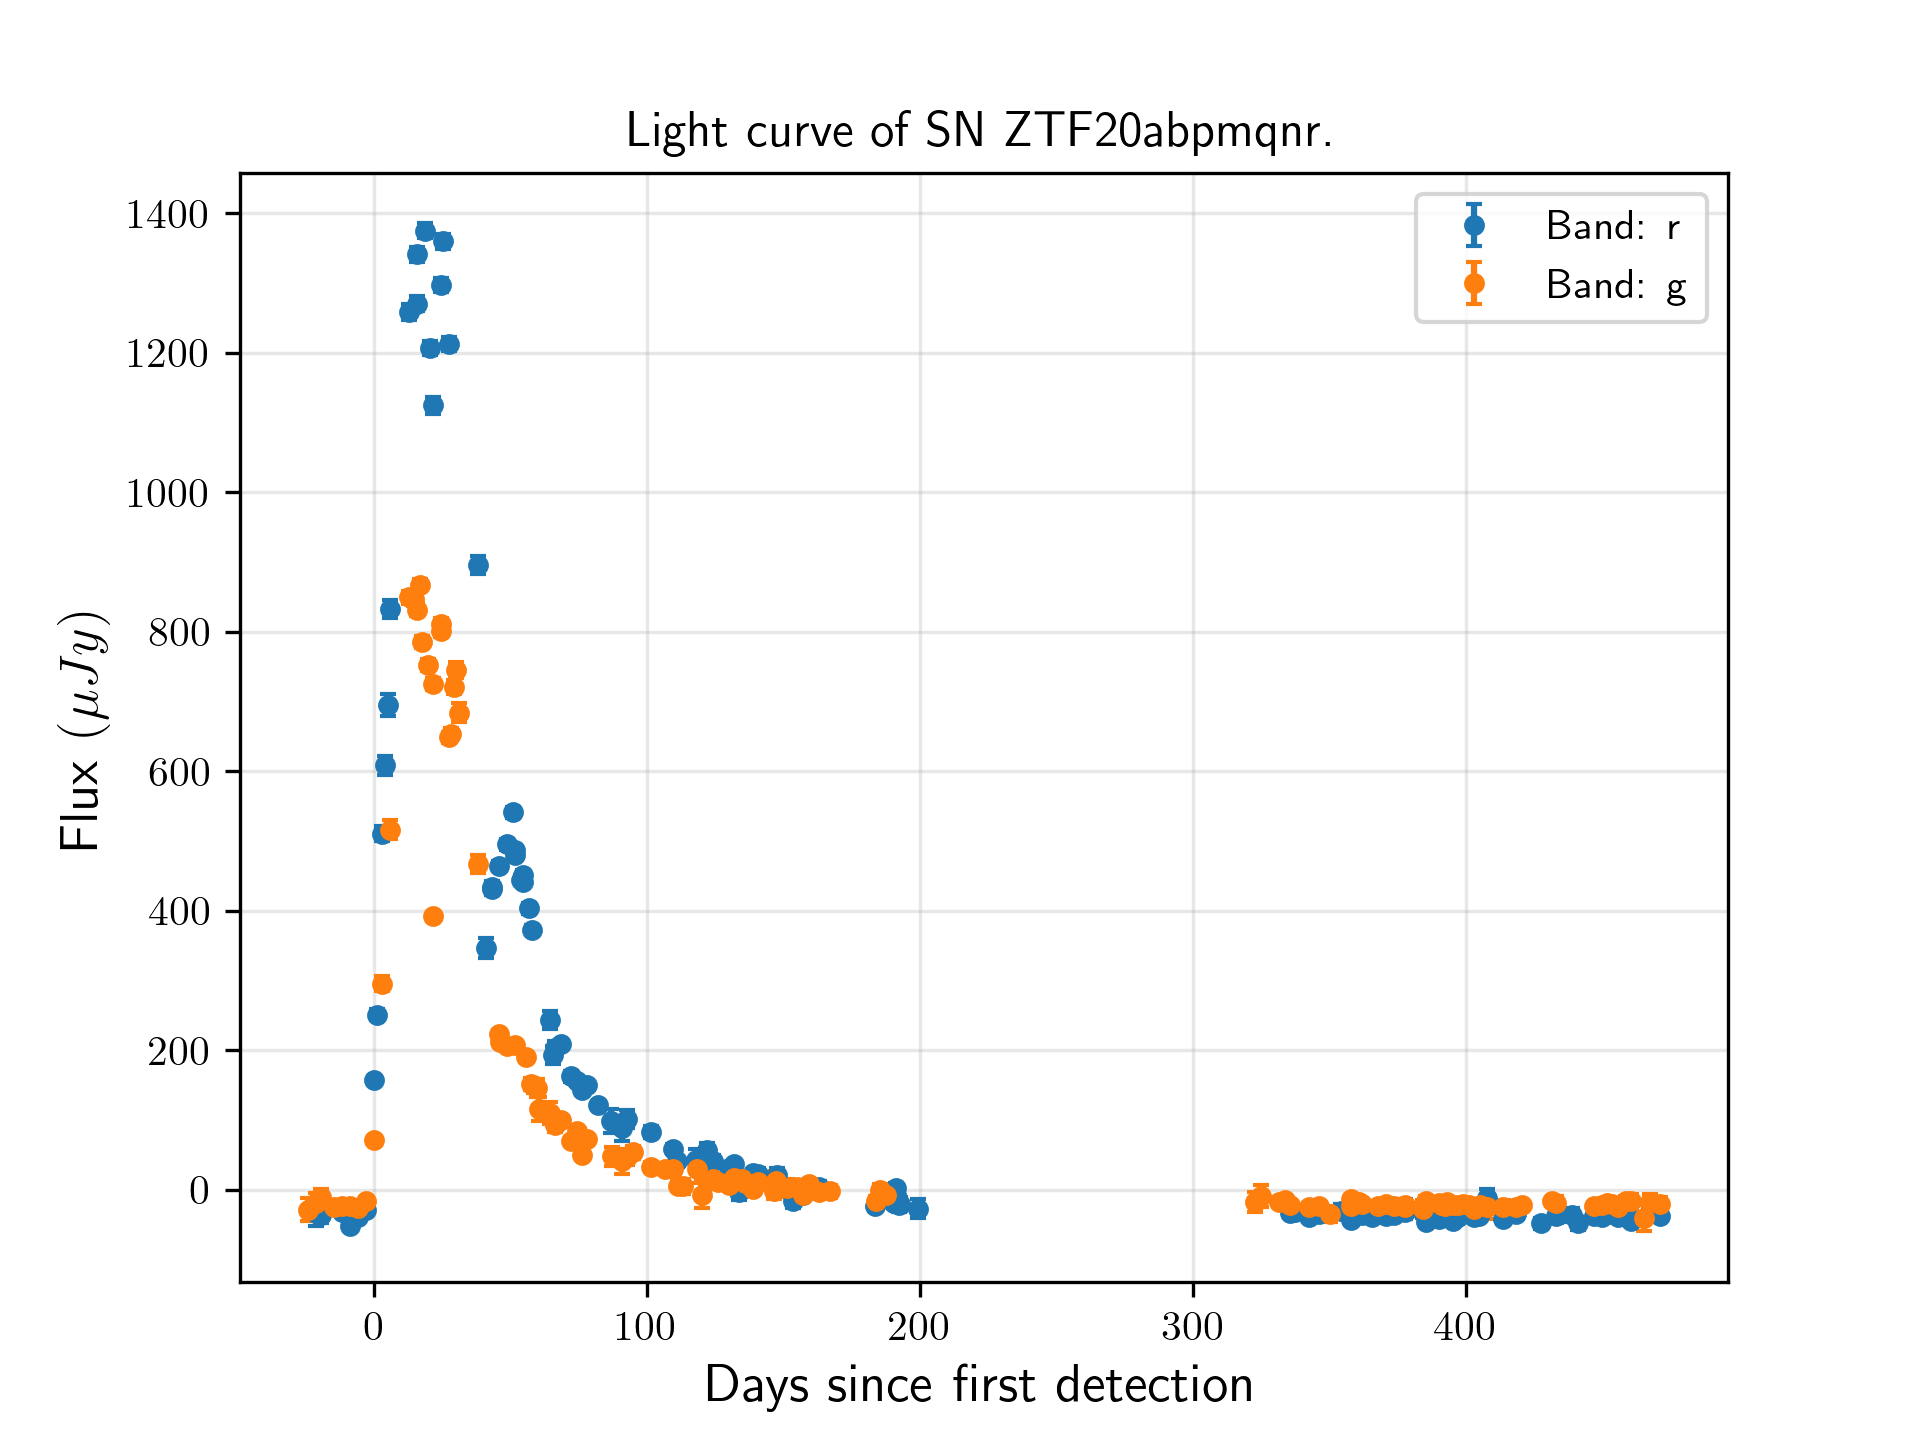 Light curve of SN ZTF20abpmqnr.
1400
1200
1000
800
600
400
200
0
Flux (μJy)
Band: r
Band: g
0 100 200 300 400
Days since first detection